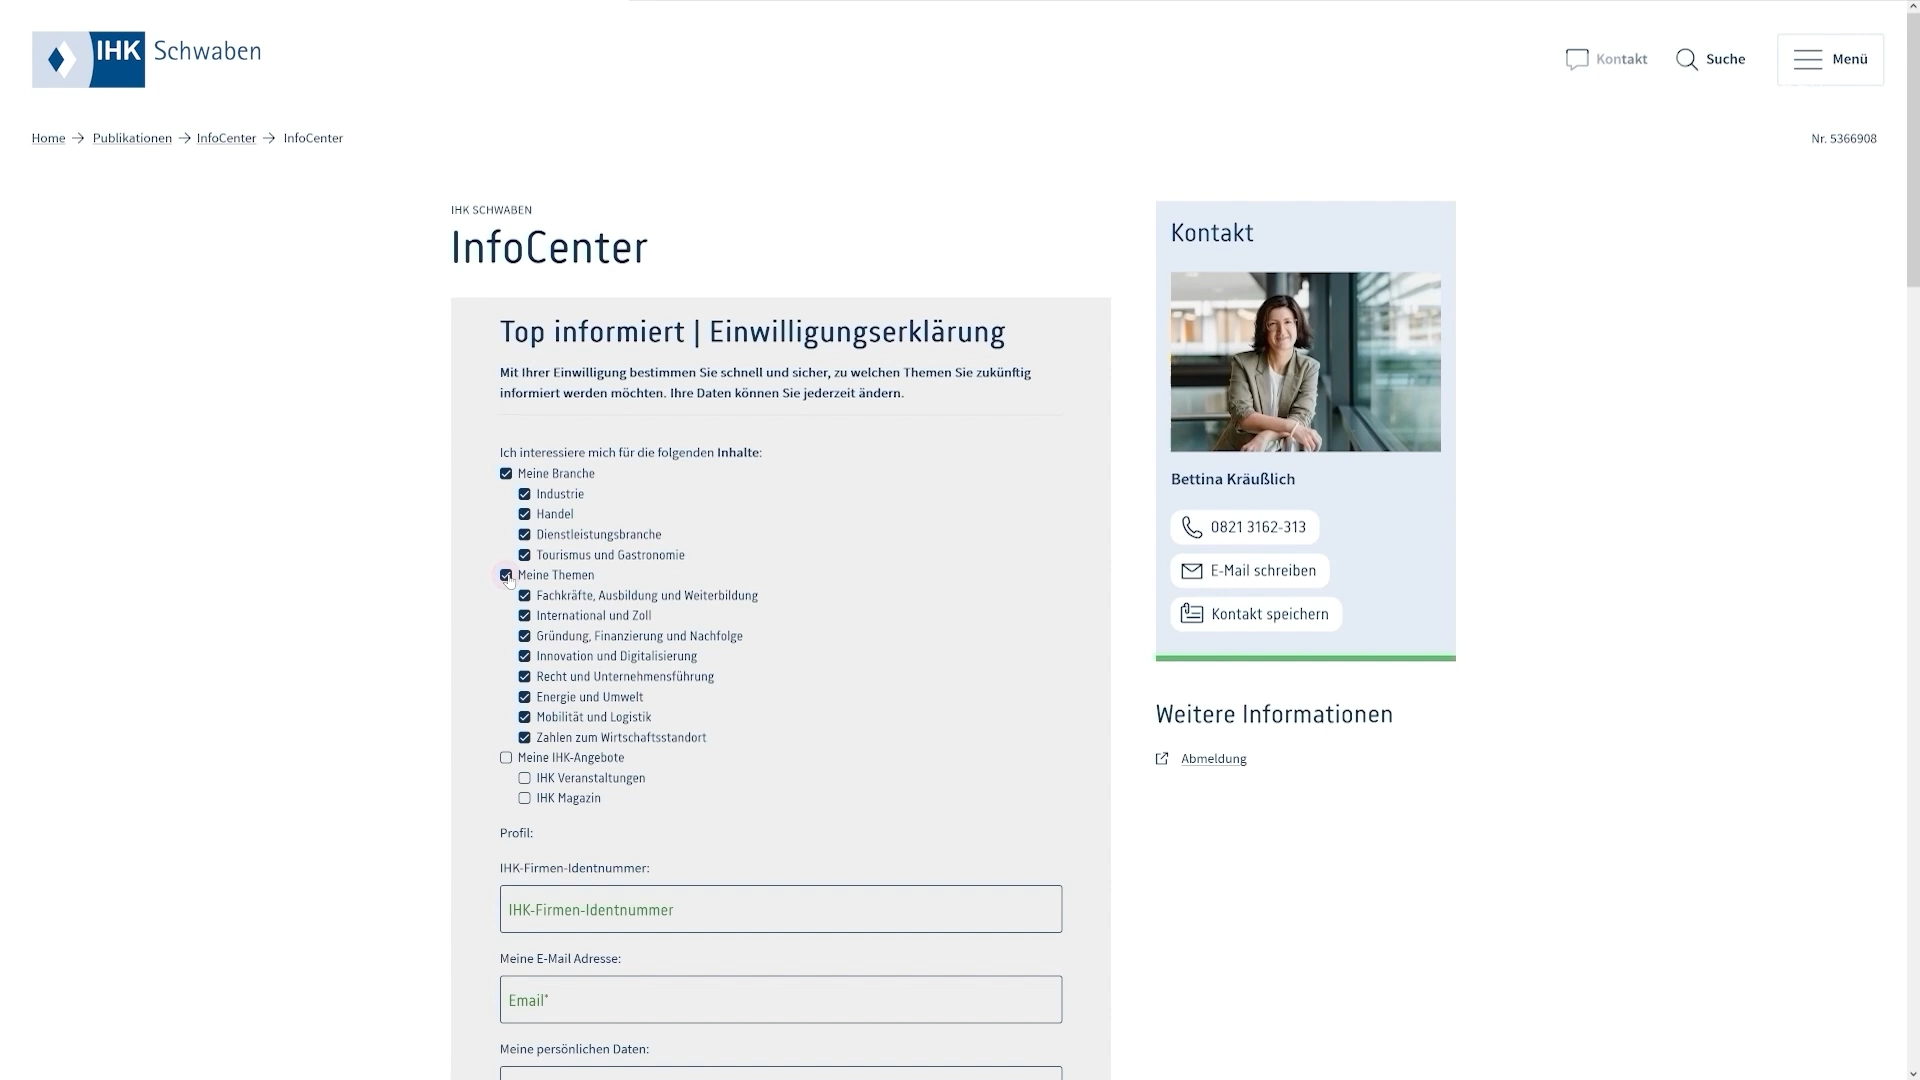 IHK Schwaben
Kontakt
Suche
Menü
Home → Publikationen → InfoCenter → InfoCenter
Nr. 5366908
IHK SCHWABEN
InfoCenter
Top informiert | Einwilligungserklärung
Mit Ihrer Einwilligung bestimmen Sie schnell und sicher, zu welchen Themen Sie zukünftig
informiert werden möchten. Ihre Daten können Sie jederzeit ändern.
Ich interessiere mich für die folgenden Inhalte:
Meine Branche
Industrie
Handel
Dienstleistungsbranche
Tourismus und Gastronomie
Meine Themen
Fachkräfte, Ausbildung und Weiterbildung
International und Zoll
Gründung, Finanzierung und Nachfolge
Innovation und Digitalisierung
Recht und Unternehmensführung
Energie und Umwelt
Mobilität und Logistik
Zahlen zum Wirtschaftsstandort
Meine IHK-Angebote
IHK Veranstaltungen
IHK Magazin
Profil:
IHK-Firmen-Identnummer:
IHK-Firmen-Identnummer
Meine E-Mail Adresse:
Email*
Meine persönlichen Daten:
Kontakt
Bettina Kräußlich
0821 3162-313
E-Mail schreiben
Kontakt speichern
Weitere Informationen
Abmeldung